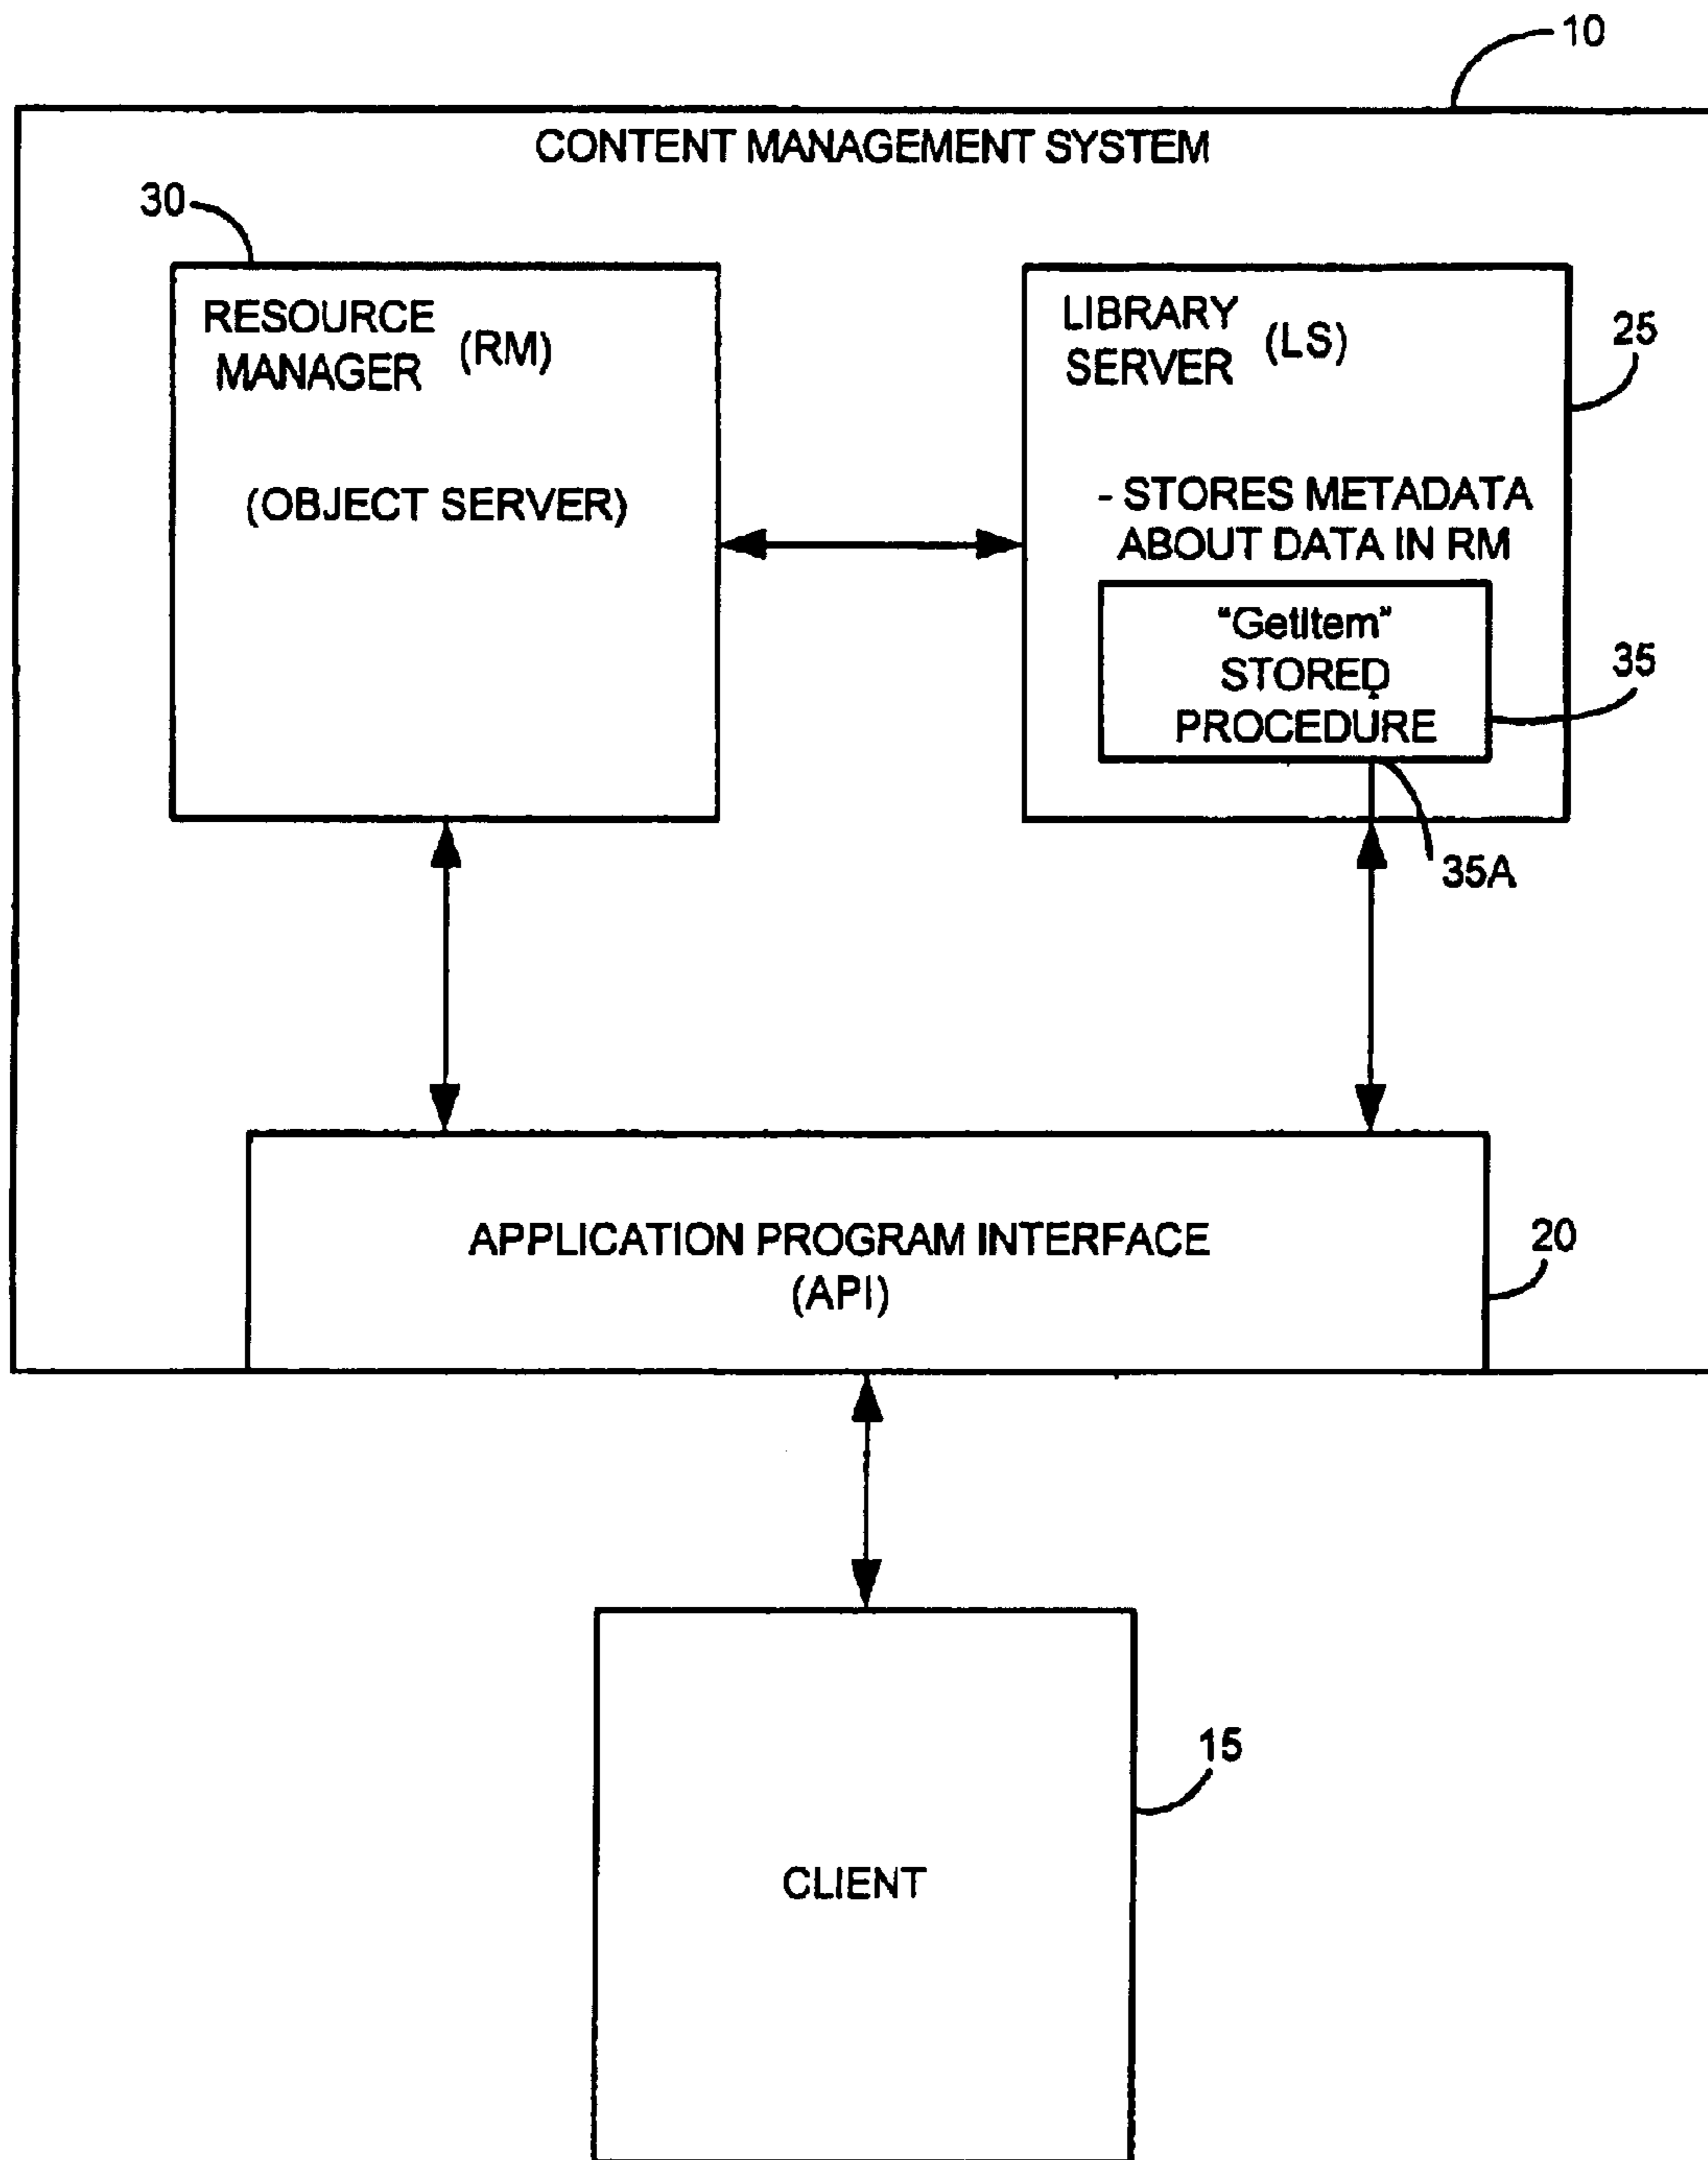 10
CONTENT MANAGEMENT SYSTEM
30
RESOURCE
MANAGER (RM)
(OBJECT SERVER)
LIBRARY
SERVER (LS)
25
- STORES METADATA
ABOUT DATA IN RM
"GetItem"
STORED
PROCEDURE
35
35A
APPLICATION PROGRAM INTERFACE
(API)
20
15
CLIENT